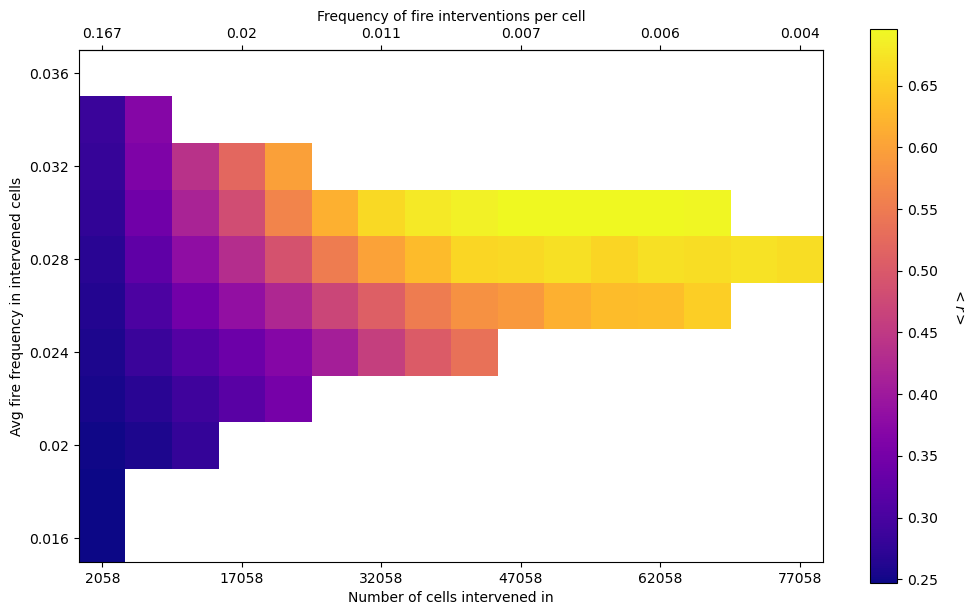 Frequency of fire interventions per cell
0.167 0.02 0.011 0.007 0.006 0.004
0.036
0.032
0.028
0.024
0.02
0.016
Avg fire frequency in intervened cells
2058 17058 32058 47058 62058 77058
Number of cells intervened in
0.65
0.60
0.55
0.50
0.45
0.40
0.35
0.30
0.25
< r >